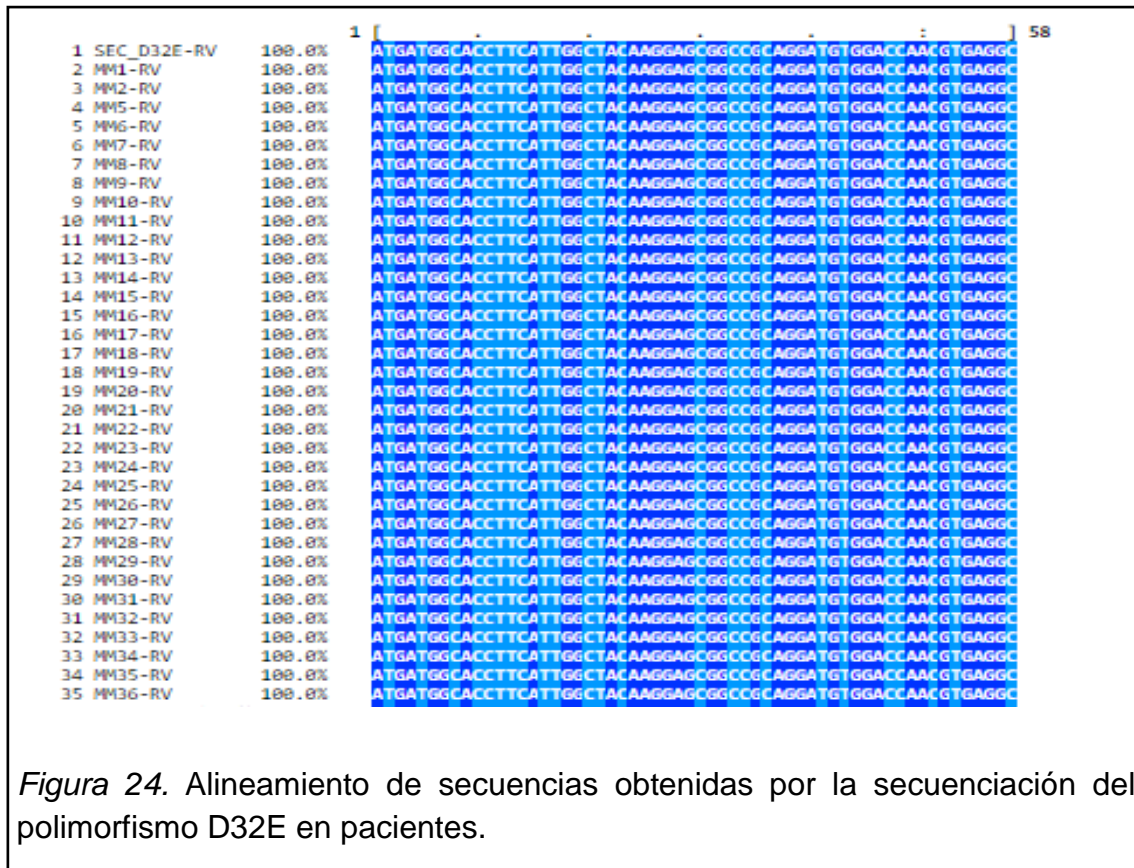 1 [ . . . . : ] 58
1 SEC_D32E-RV 100.0% ATGATGGCACCTTCATTGGCTACAAGGAGCGGCCGCAGGATGTGGACCAACGTGAGGC
2 MM1-RV 100.0% ATGATGGCACCTTCATTGGCTACAAGGAGCGGCCGCAGGATGTGGACCAACGTGAGGC
3 MM2-RV 100.0% ATGATGGCACCTTCATTGGCTACAAGGAGCGGCCGCAGGATGTGGACCAACGTGAGGC
4 MM5-RV 100.0% ATGATGGCACCTTCATTGGCTACAAGGAGCGGCCGCAGGATGTGGACCAACGTGAGGC
5 MM6-RV 100.0% ATGATGGCACCTTCATTGGCTACAAGGAGCGGCCGCAGGATGTGGACCAACGTGAGGC
6 MM7-RV 100.0% ATGATGGCACCTTCATTGGCTACAAGGAGCGGCCGCAGGATGTGGACCAACGTGAGGC
7 MM8-RV 100.0% ATGATGGCACCTTCATTGGCTACAAGGAGCGGCCGCAGGATGTGGACCAACGTGAGGC
8 MM9-RV 100.0% ATGATGGCACCTTCATTGGCTACAAGGAGCGGCCGCAGGATGTGGACCAACGTGAGGC
9 MM10-RV 100.0% ATGATGGCACCTTCATTGGCTACAAGGAGCGGCCGCAGGATGTGGACCAACGTGAGGC
10 MM11-RV 100.0% ATGATGGCACCTTCATTGGCTACAAGGAGCGGCCGCAGGATGTGGACCAACGTGAGGC
11 MM12-RV 100.0% ATGATGGCACCTTCATTGGCTACAAGGAGCGGCCGCAGGATGTGGACCAACGTGAGGC
12 MM13-RV 100.0% ATGATGGCACCTTCATTGGCTACAAGGAGCGGCCGCAGGATGTGGACCAACGTGAGGC
13 MM14-RV 100.0% ATGATGGCACCTTCATTGGCTACAAGGAGCGGCCGCAGGATGTGGACCAACGTGAGGC
14 MM15-RV 100.0% ATGATGGCACCTTCATTGGCTACAAGGAGCGGCCGCAGGATGTGGACCAACGTGAGGC
15 MM16-RV 100.0% ATGATGGCACCTTCATTGGCTACAAGGAGCGGCCGCAGGATGTGGACCAACGTGAGGC
16 MM17-RV 100.0% ATGATGGCACCTTCATTGGCTACAAGGAGCGGCCGCAGGATGTGGACCAACGTGAGGC
17 MM18-RV 100.0% ATGATGGCACCTTCATTGGCTACAAGGAGCGGCCGCAGGATGTGGACCAACGTGAGGC
18 MM19-RV 100.0% ATGATGGCACCTTCATTGGCTACAAGGAGCGGCCGCAGGATGTGGACCAACGTGAGGC
19 MM20-RV 100.0% ATGATGGCACCTTCATTGGCTACAAGGAGCGGCCGCAGGATGTGGACCAACGTGAGGC
20 MM21-RV 100.0% ATGATGGCACCTTCATTGGCTACAAGGAGCGGCCGCAGGATGTGGACCAACGTGAGGC
21 MM22-RV 100.0% ATGATGGCACCTTCATTGGCTACAAGGAGCGGCCGCAGGATGTGGACCAACGTGAGGC
22 MM23-RV 100.0% ATGATGGCACCTTCATTGGCTACAAGGAGCGGCCGCAGGATGTGGACCAACGTGAGGC
23 MM24-RV 100.0% ATGATGGCACCTTCATTGGCTACAAGGAGCGGCCGCAGGATGTGGACCAACGTGAGGC
24 MM25-RV 100.0% ATGATGGCACCTTCATTGGCTACAAGGAGCGGCCGCAGGATGTGGACCAACGTGAGGC
25 MM26-RV 100.0% ATGATGGCACCTTCATTGGCTACAAGGAGCGGCCGCAGGATGTGGACCAACGTGAGGC
26 MM27-RV 100.0% ATGATGGCACCTTCATTGGCTACAAGGAGCGGCCGCAGGATGTGGACCAACGTGAGGC
27 MM28-RV 100.0% ATGATGGCACCTTCATTGGCTACAAGGAGCGGCCGCAGGATGTGGACCAACGTGAGGC
28 MM29-RV 100.0% ATGATGGCACCTTCATTGGCTACAAGGAGCGGCCGCAGGATGTGGACCAACGTGAGGC
29 MM30-RV 100.0% ATGATGGCACCTTCATTGGCTACAAGGAGCGGCCGCAGGATGTGGACCAACGTGAGGC
30 MM31-RV 100.0% ATGATGGCACCTTCATTGGCTACAAGGAGCGGCCGCAGGATGTGGACCAACGTGAGGC
31 MM32-RV 100.0% ATGATGGCACCTTCATTGGCTACAAGGAGCGGCCGCAGGATGTGGACCAACGTGAGGC
32 MM33-RV 100.0% ATGATGGCACCTTCATTGGCTACAAGGAGCGGCCGCAGGATGTGGACCAACGTGAGGC
33 MM34-RV 100.0% ATGATGGCACCTTCATTGGCTACAAGGAGCGGCCGCAGGATGTGGACCAACGTGAGGC
34 MM35-RV 100.0% ATGATGGCACCTTCATTGGCTACAAGGAGCGGCCGCAGGATGTGGACCAACGTGAGGC
35 MM36-RV 100.0% ATGATGGCACCTTCATTGGCTACAAGGAGCGGCCGCAGGATGTGGACCAACGTGAGGC
Figura 24. Alineamiento de secuencias obtenidas por la secuenciación del
polimorfismo D32E en pacientes.